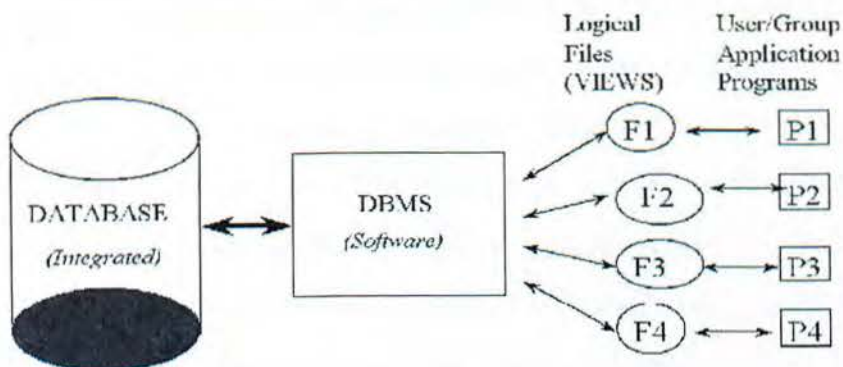 Logical
Files
(VIEWS)
User/Group
Application
Programs
DATABASE
(Integrated)
DBMS
(Software)
F1
P1
F2
P2
F3
P3
F4
P4